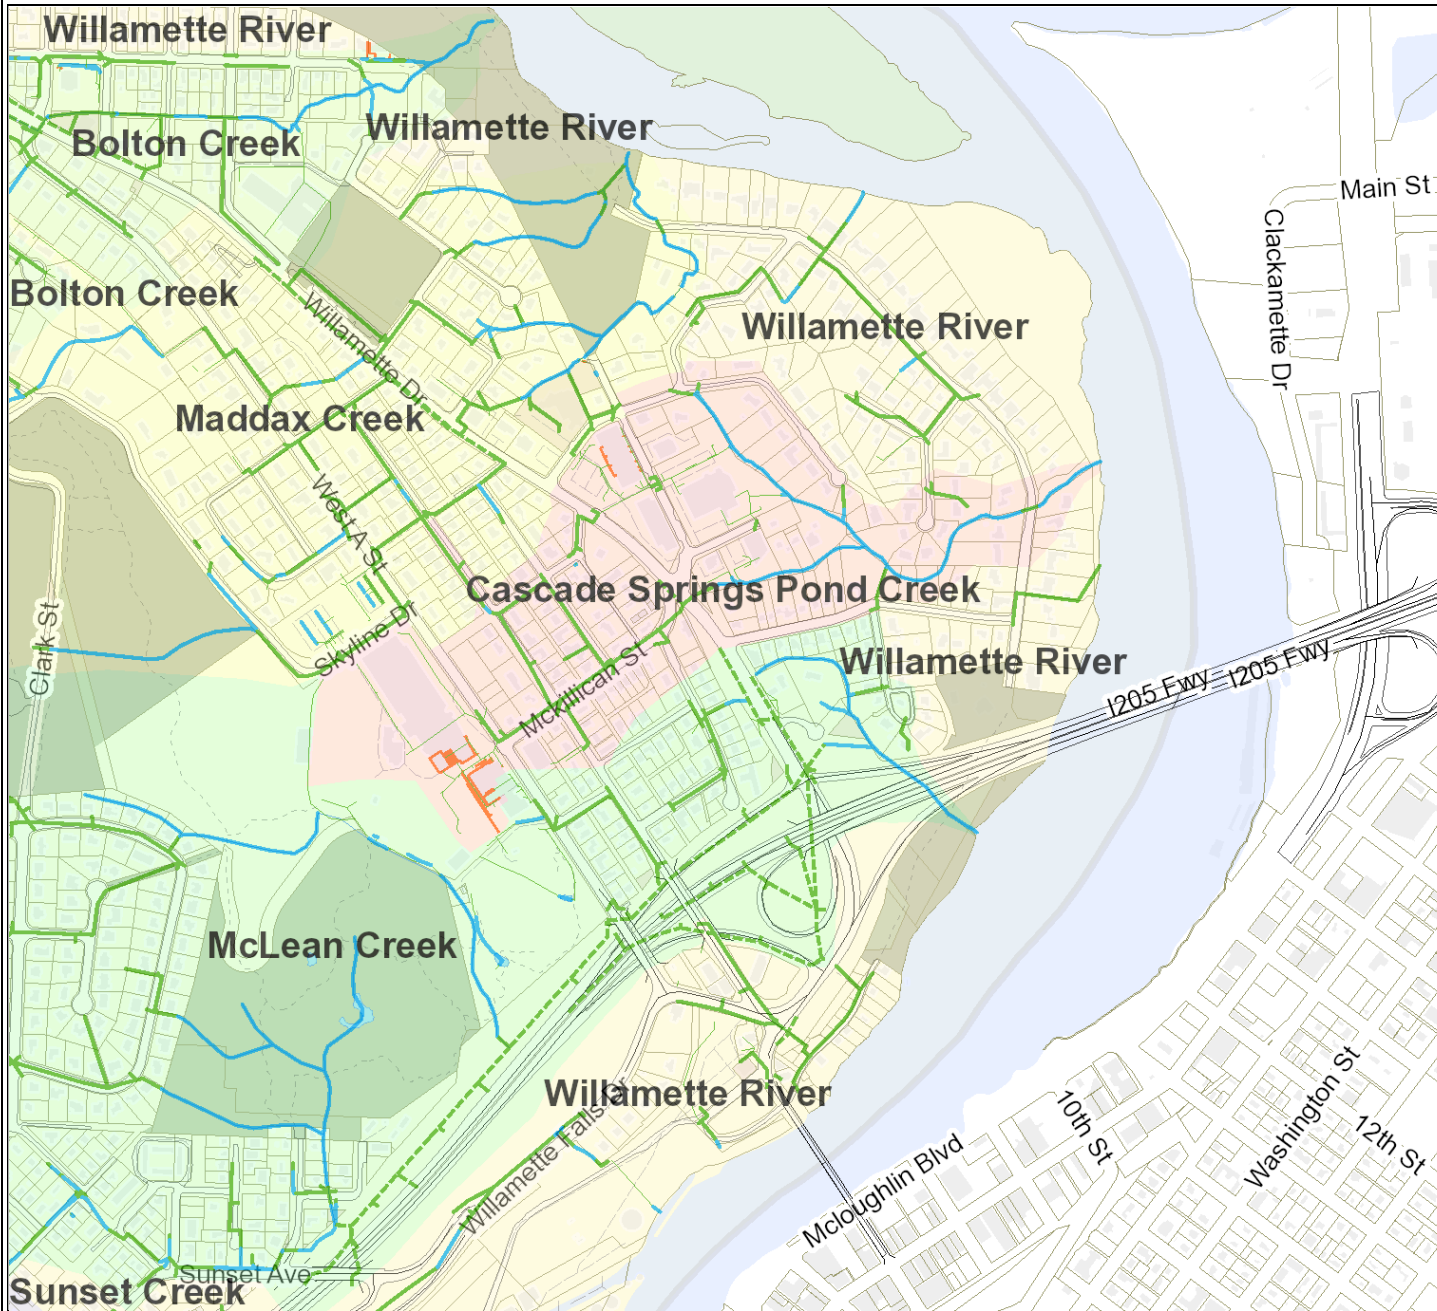 Willamette River
Willamette River
Bolton Creek
Main St
Clackamette Dr
Bolton Creek
Willamette Dr
Willamette River
Maddax Creek
West A St
Cascade Springs Pond Creek
Skyline Dr
Clark St
Mckillican St
Willamette River
I205 Fwy
I205 Fwy
McLean Creek
Willamette River
Willamette Falls
10th St
Washington St
12th St
Mcloughlin Blvd
Sunset Ave
Sunset Creek